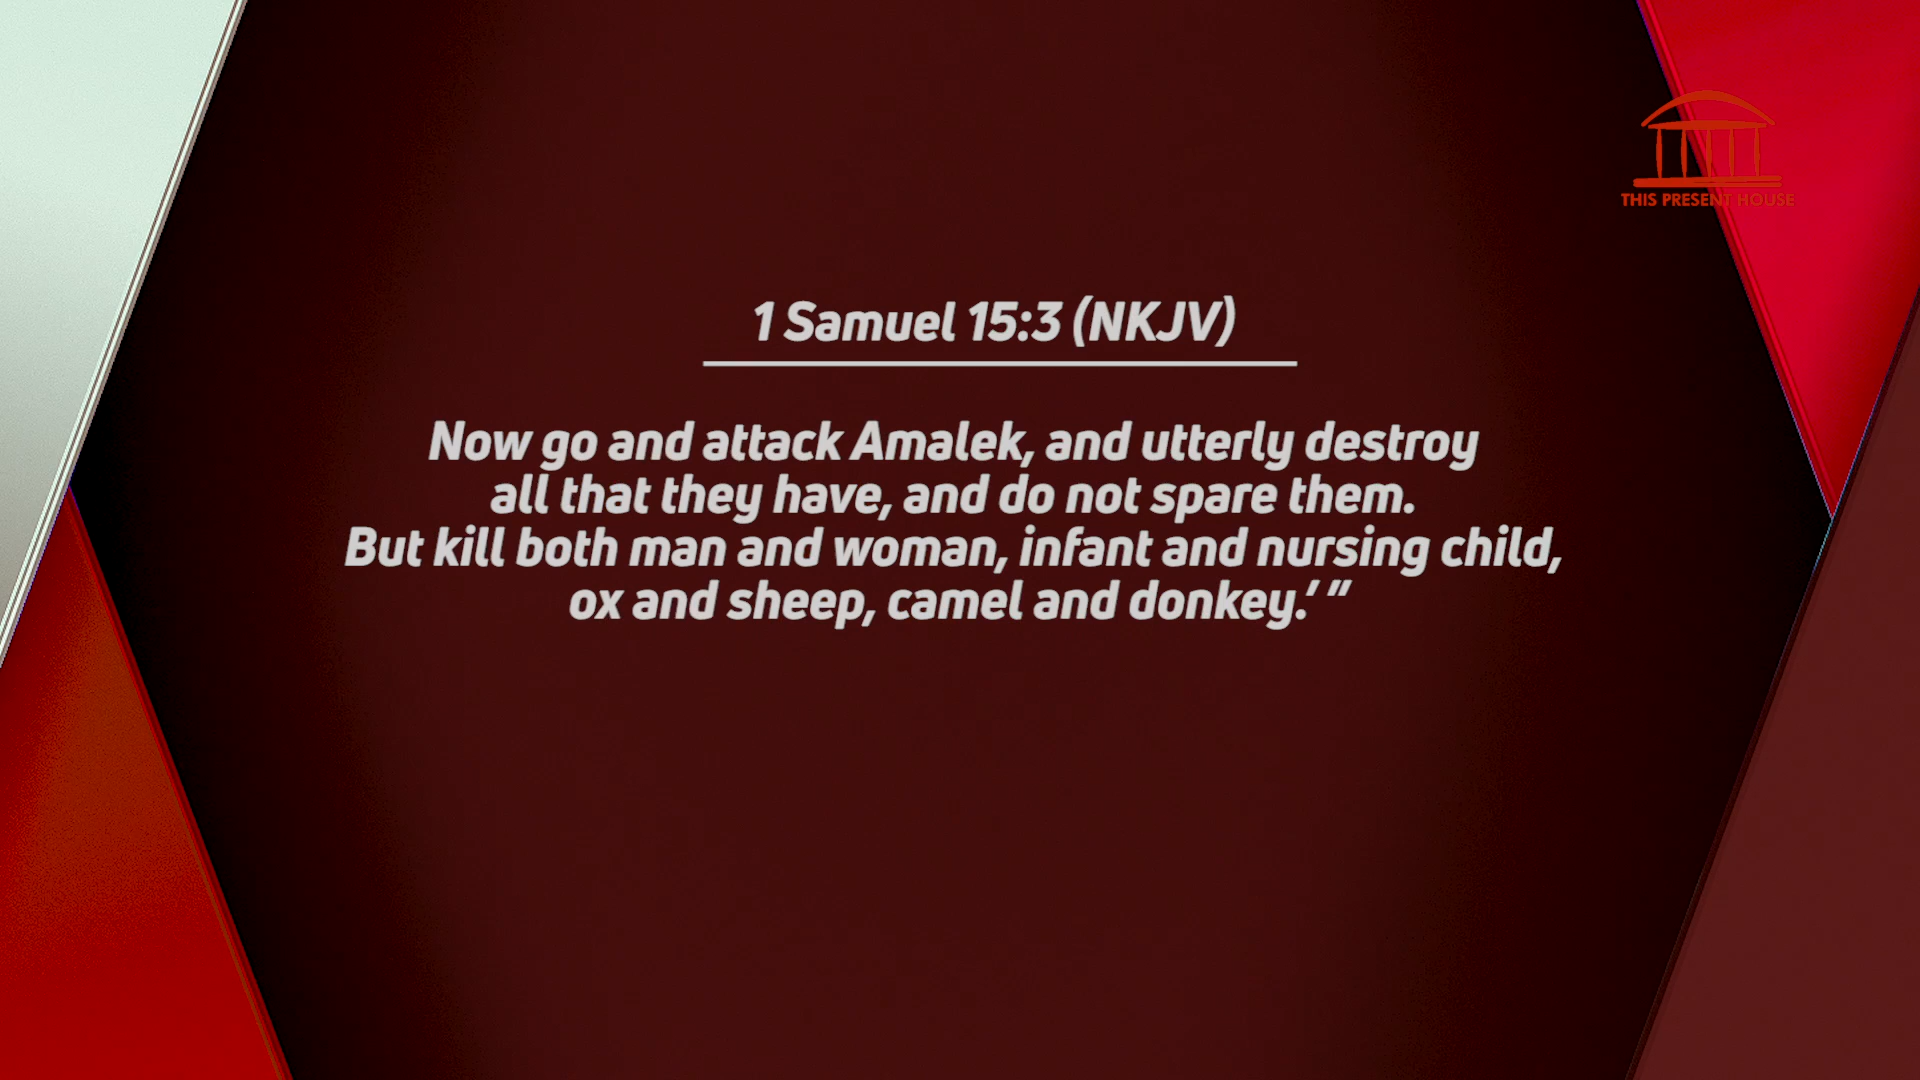 THIS PRESENT HOUSE
1 Samuel 15:3 (NKJV)
Now go and attack Amalek, and utterly destroy
all that they have, and do not spare them.
But kill both man and woman, infant and nursing child,
ox and sheep, camel and donkey.’ ”